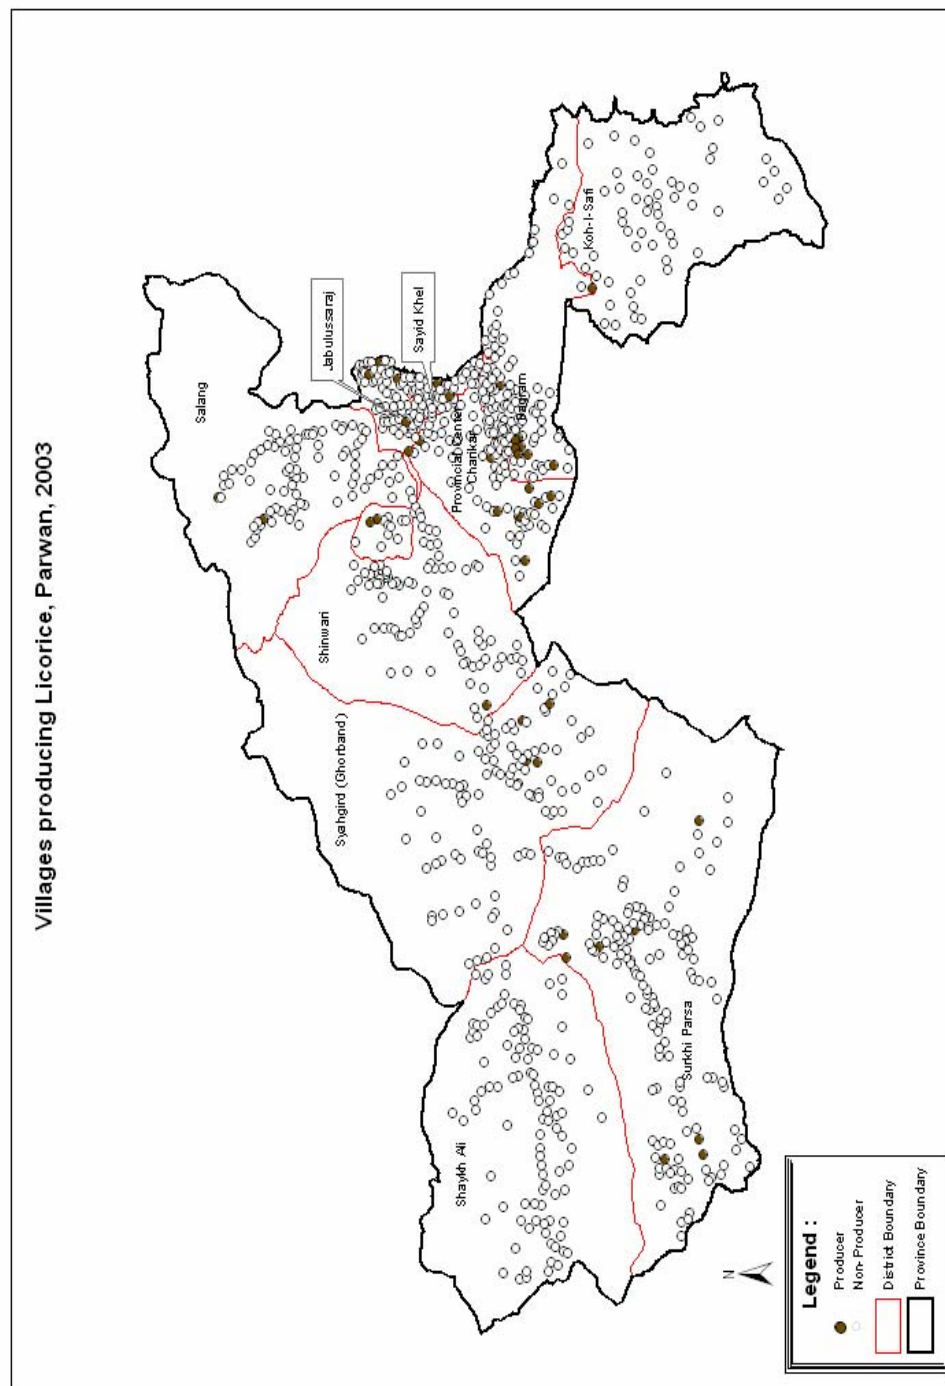 Villages producing Licorice, Parwan, 2003
Salang
Jabulussaraj
Sayid Khel
Shinwari
Syahgird (Ghorband)
Provincial Center
Charikar
Bagram
Koh-I-Safi
Shaykh Ali
Surkhi Parsa
N
Legend :
Producer
Non- Producer
District Boundary
Province Boundary